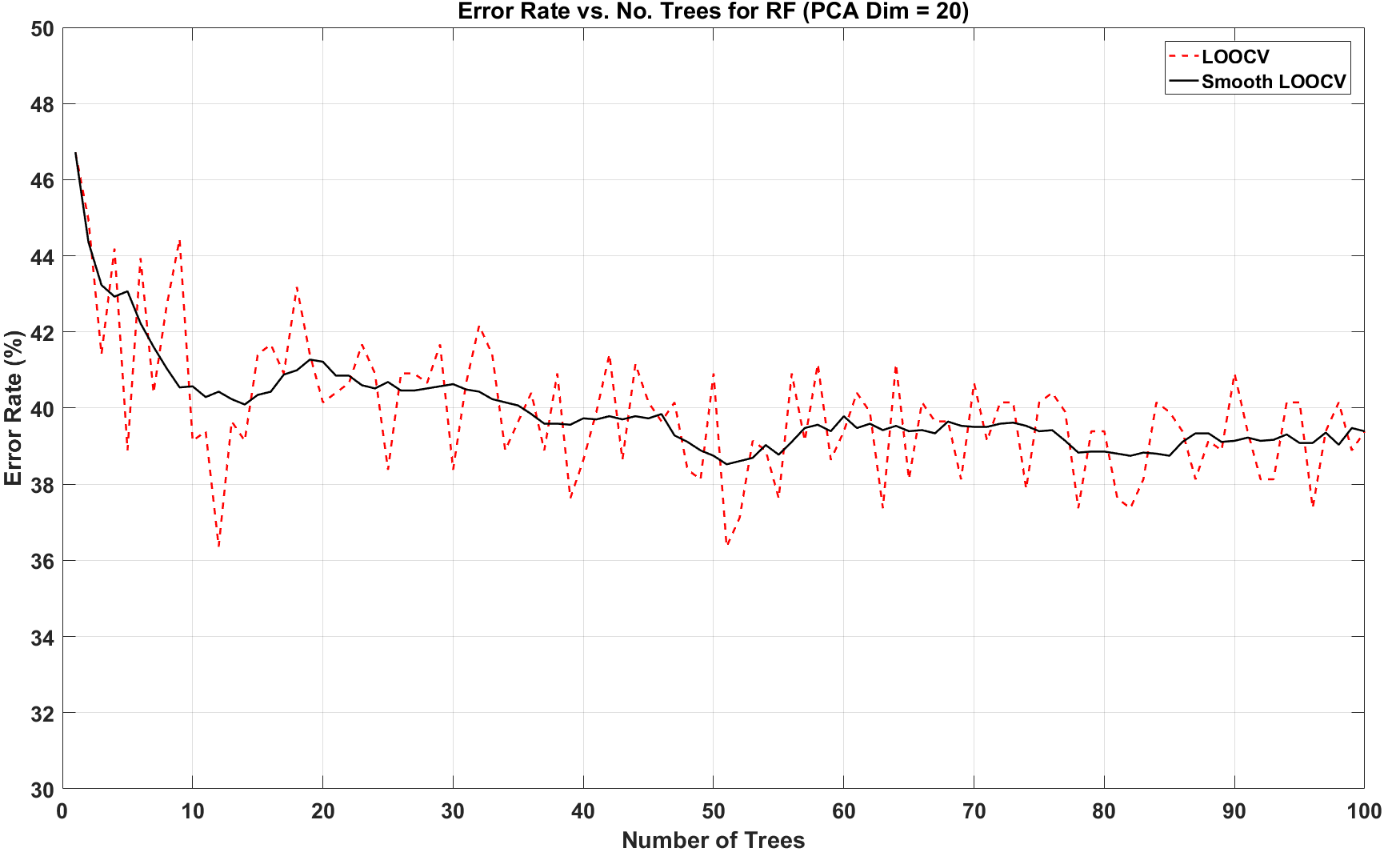 Error Rate vs. No. Trees for RF (PCA Dim = 20)
LOOCV
Smooth LOOCV
Error Rate (%)
50
48
46
44
42
40
38
36
34
32
30
0 10 20 30 40 50 60 70 80 90 100
Number of Trees